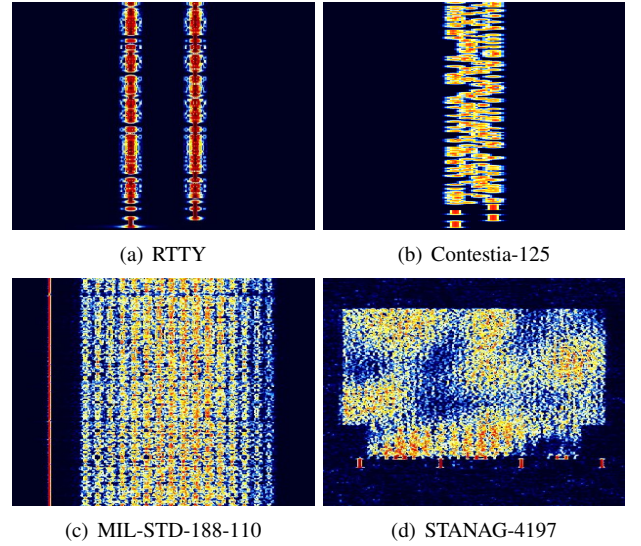 (a) RTTY
(b) Contestia-125
(c) MIL-STD-188-110
(d) STANAG-4197